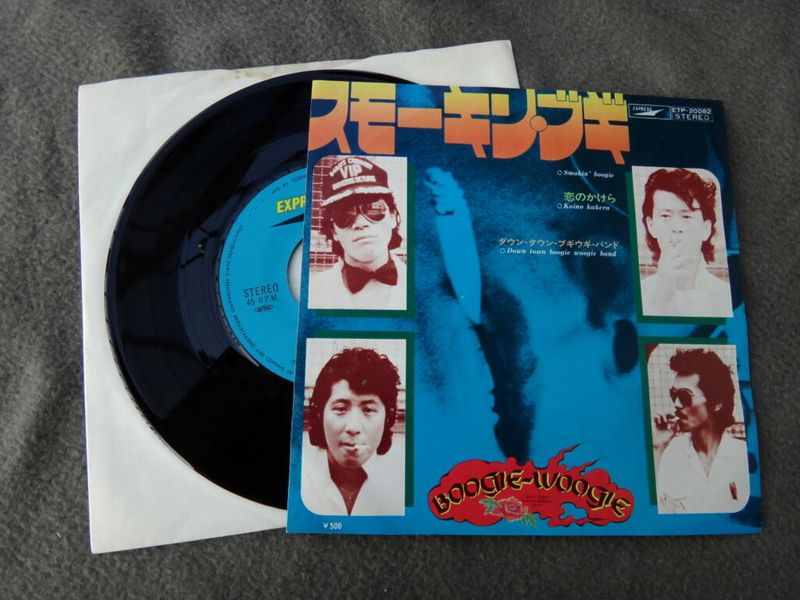 スモーキン・ブギ
EXPRESS
ETP-20082
STEREO
○Smokin' boogie
恋のかけら
○Koino kakera
ダウン・タウン・ブギウギ・バンド
○Down town boogie woogie band
VIP
BOOGIE-WOOGIE
¥500
EXPR
STEREO
45 R.P.M.